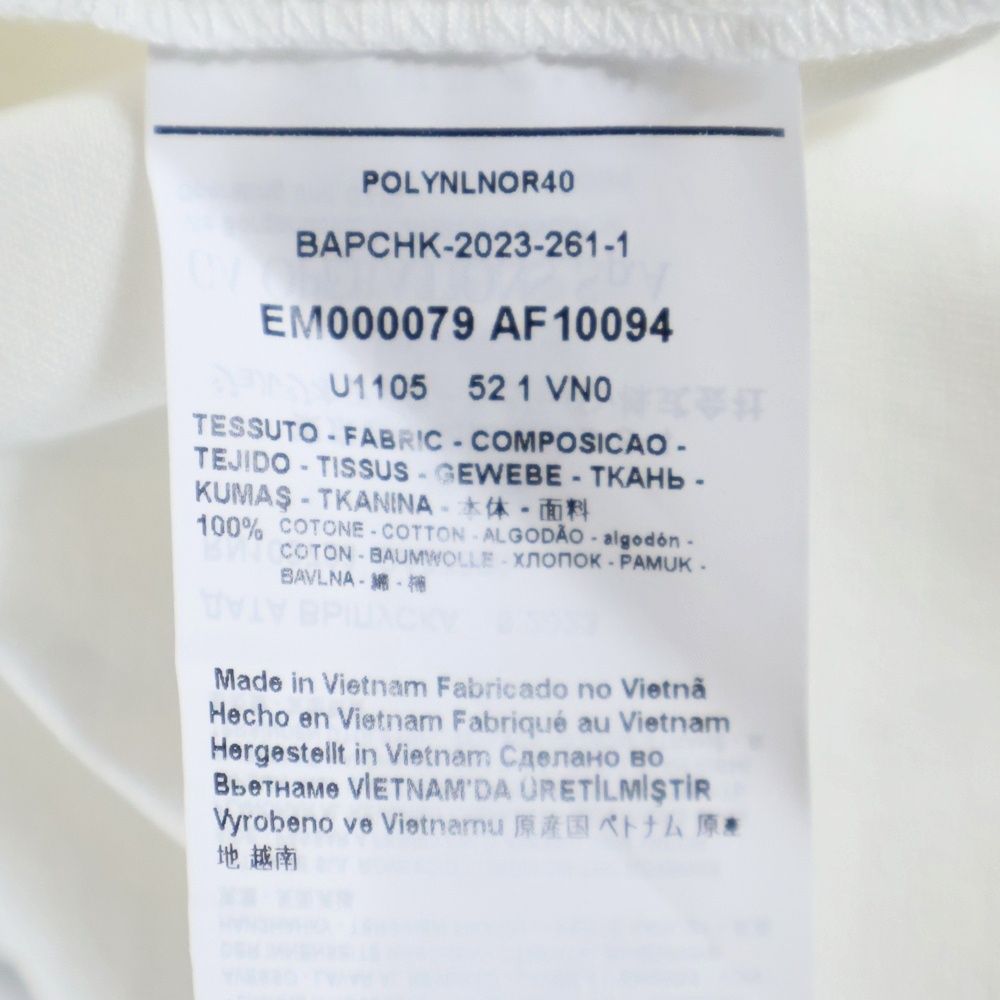 POLYNLNOR40
BAPCHK-2023-261-1
EM000079 AF10094
U1105 52 1 VN0
TESSUTO - FABRIC - COMPOSICAO -
TEJIDO - TISSUS - GEWEBE - ТКАНЬ -
KUMAŞ - TKANINA - 本体 - 面料
100% COTONE - COTTON - ALGODÃO - algodón -
COTON - BAUMWOLLE - ХЛОПОК - PAMUK -
BAVLNA - 綿 - 棉
Made in Vietnam Fabricado no Vietnã
Hecho en Vietnam Fabriqué au Vietnam
Hergestellt in Vietnam Сделано во
Вьетнаме VİETNAM'DA ÜRETİLMİŞTİR
Vyrobeno ve Vietnamu 原産国 ベトナム 原産
地 越南